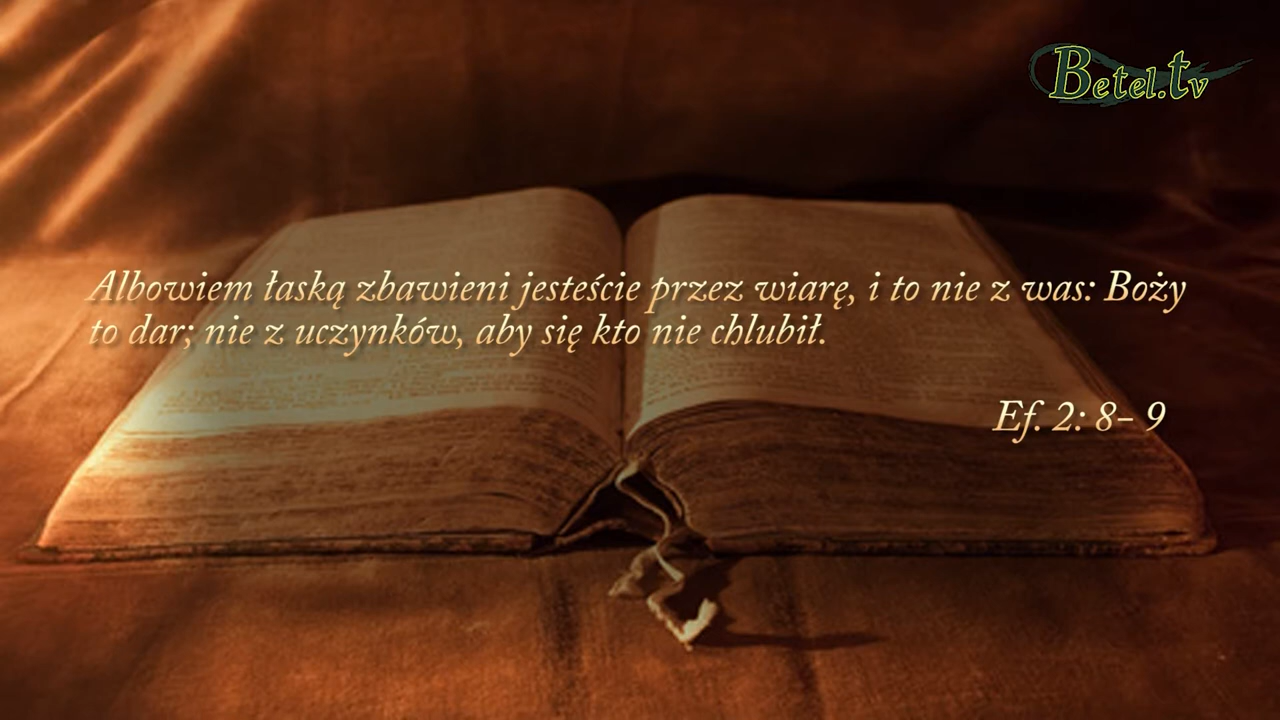 Betel.tv
Albowiem łaską zbawieni jesteście przez wiarę, i to nie z was: Boży
to dar; nie z uczynków, aby się kto nie chlubił.
Ef. 2: 8– 9